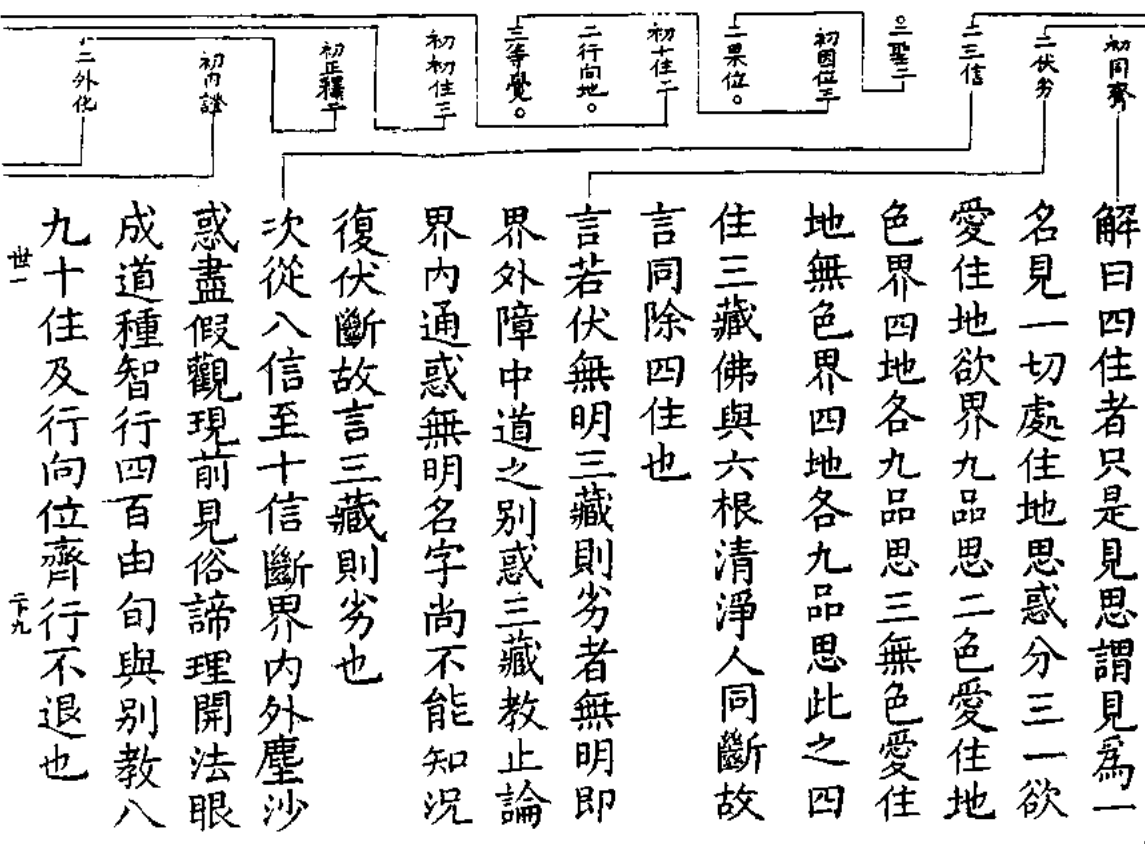 初同齊
二伏劣
二三信
○三聖二
初因位三
二果位○
初十住二
二行向地○
三等覺○
初初住三
初正釋二
初內證
二外化
解曰四住者只是見思謂見爲一
名見一切處住地思惑分三一欲
愛住地欲界九品思二色愛住地
色界四地各九品思三無色愛住
地無色界四地各九品思此之四
住三藏佛與六根清淨人同斷故
言同除四住也
言若伏無明三藏則劣者無明即
界外障中道之別惑三藏教止論
界內通惑無明名字尚不能知況
復伏斷故言三藏則劣也
次從八信至十信斷界內外塵沙
惑盡假觀現前見俗諦理開法眼
成道種智行四百由旬與別教八
九十住及行向位齊行不退也
世一
二下九